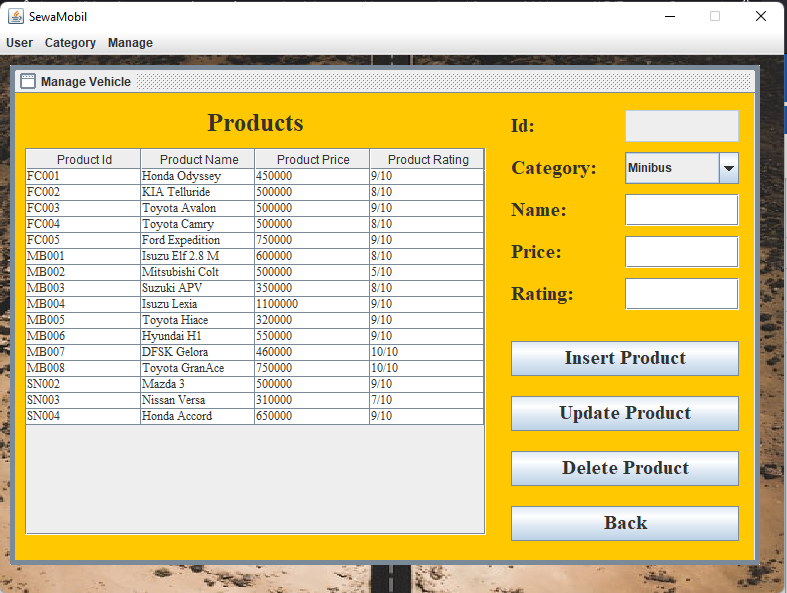 SewaMobil
User Category Manage
Manage Vehicle
Products
Product Id Product Name Product Price Product Rating
FC001 Honda Odyssey 450000 9/10
FC002 KIA Telluride 500000 8/10
FC003 Toyota Avalon 500000 9/10
FC004 Toyota Camry 500000 8/10
FC005 Ford Expedition 750000 9/10
MB001 Isuzu Elf 2.8 M 600000 8/10
MB002 Mitsubishi Colt 500000 5/10
MB003 Suzuki APV 350000 8/10
MB004 Isuzu Lexia 1100000 9/10
MB005 Toyota Hiace 320000 9/10
MB006 Hyundai H1 550000 9/10
MB007 DFSK Gelora 460000 10/10
MB008 Toyota GranAce 750000 10/10
SN002 Mazda 3 500000 9/10
SN003 Nissan Versa 310000 7/10
SN004 Honda Accord 650000 9/10
Id:
Category: Minibus
Name:
Price:
Rating:
Insert Product
Update Product
Delete Product
Back